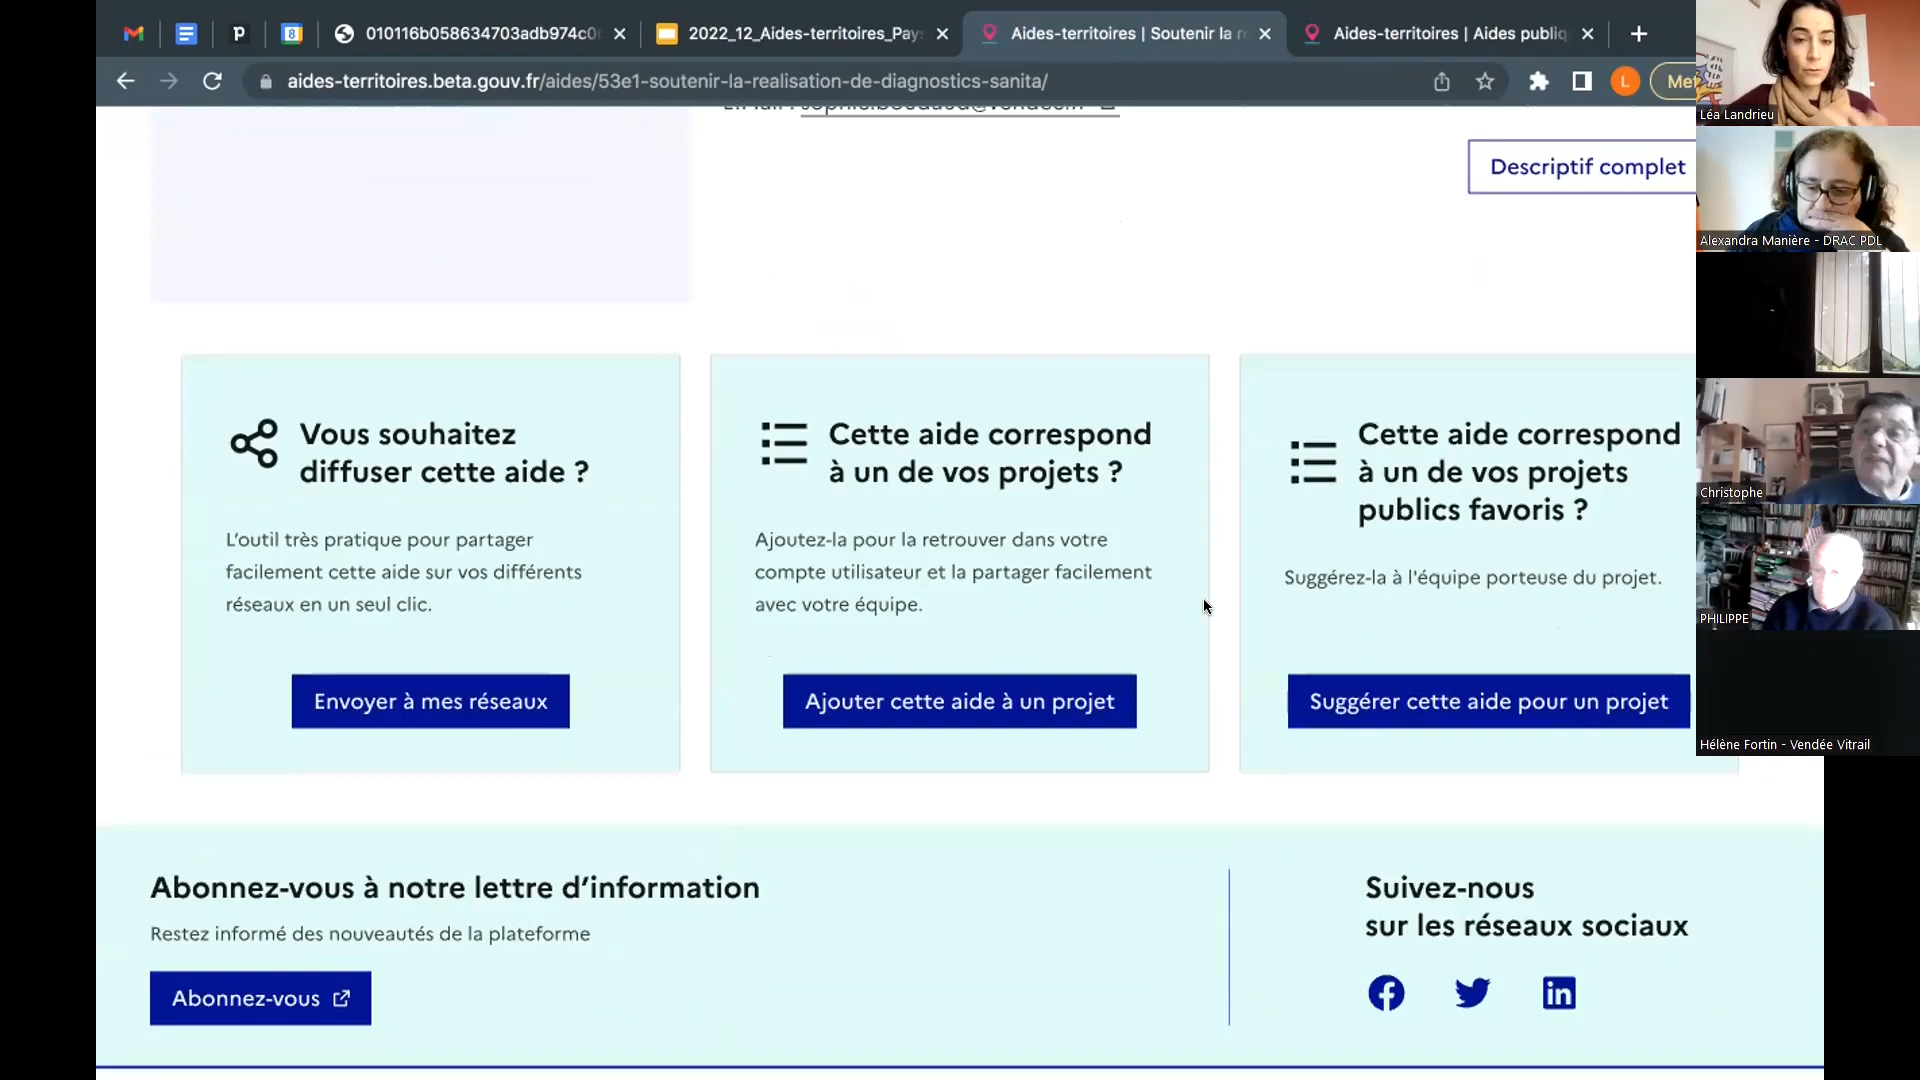 010116b058634703adb974c0
2022_12_Aides-territoires_Pay
Aides-territoires | Soutenir la r
Aides-territoires | Aides publiq
aides-territoires.beta.gouv.fr/aides/53e1-soutenir-la-realisation-de-diagnostics-sanita/
L
Met
Descriptif complet
Vous souhaitez
diffuser cette aide ?
L'outil très pratique pour partager
facilement cette aide sur vos différents
réseaux en un seul clic.
Envoyer à mes réseaux
Cette aide correspond
à un de vos projets ?
Ajoutez-la pour la retrouver dans votre
compte utilisateur et la partager facilement
avec votre équipe.
Ajouter cette aide à un projet
Cette aide correspond
à un de vos projets
publics favoris ?
Suggérez-la à l'équipe porteuse du projet.
Suggérer cette aide pour un projet
Abonnez-vous à notre lettre d'information
Restez informé des nouveautés de la plateforme
Abonnez-vous
Suivez-nous
sur les réseaux sociaux
Léa Landrieu
Alexandra Manière - DRAC PDL
Christophe
PHILIPPE
Hélène Fortin - Vendée Vitrail